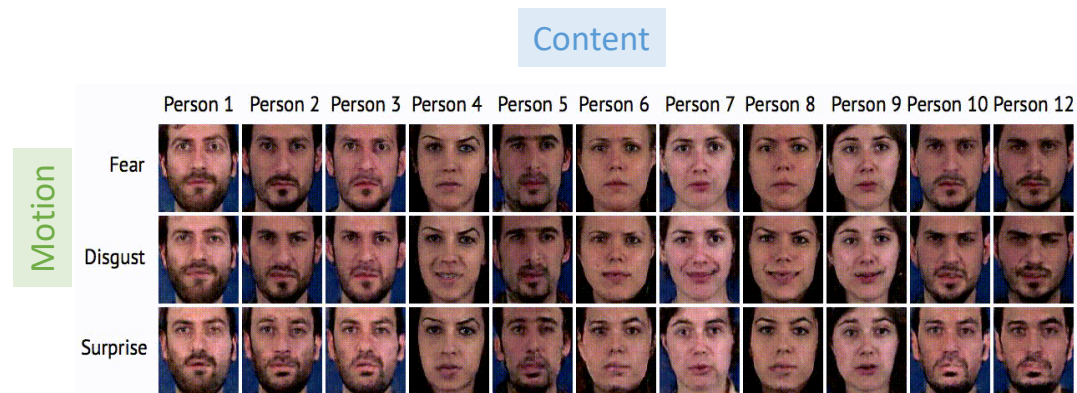 Content
Person 1 Person 2 Person 3 Person 4 Person 5 Person 6 Person 7 Person 8 Person 9 Person 10 Person 12
Motion
Fear
Disgust
Surprise